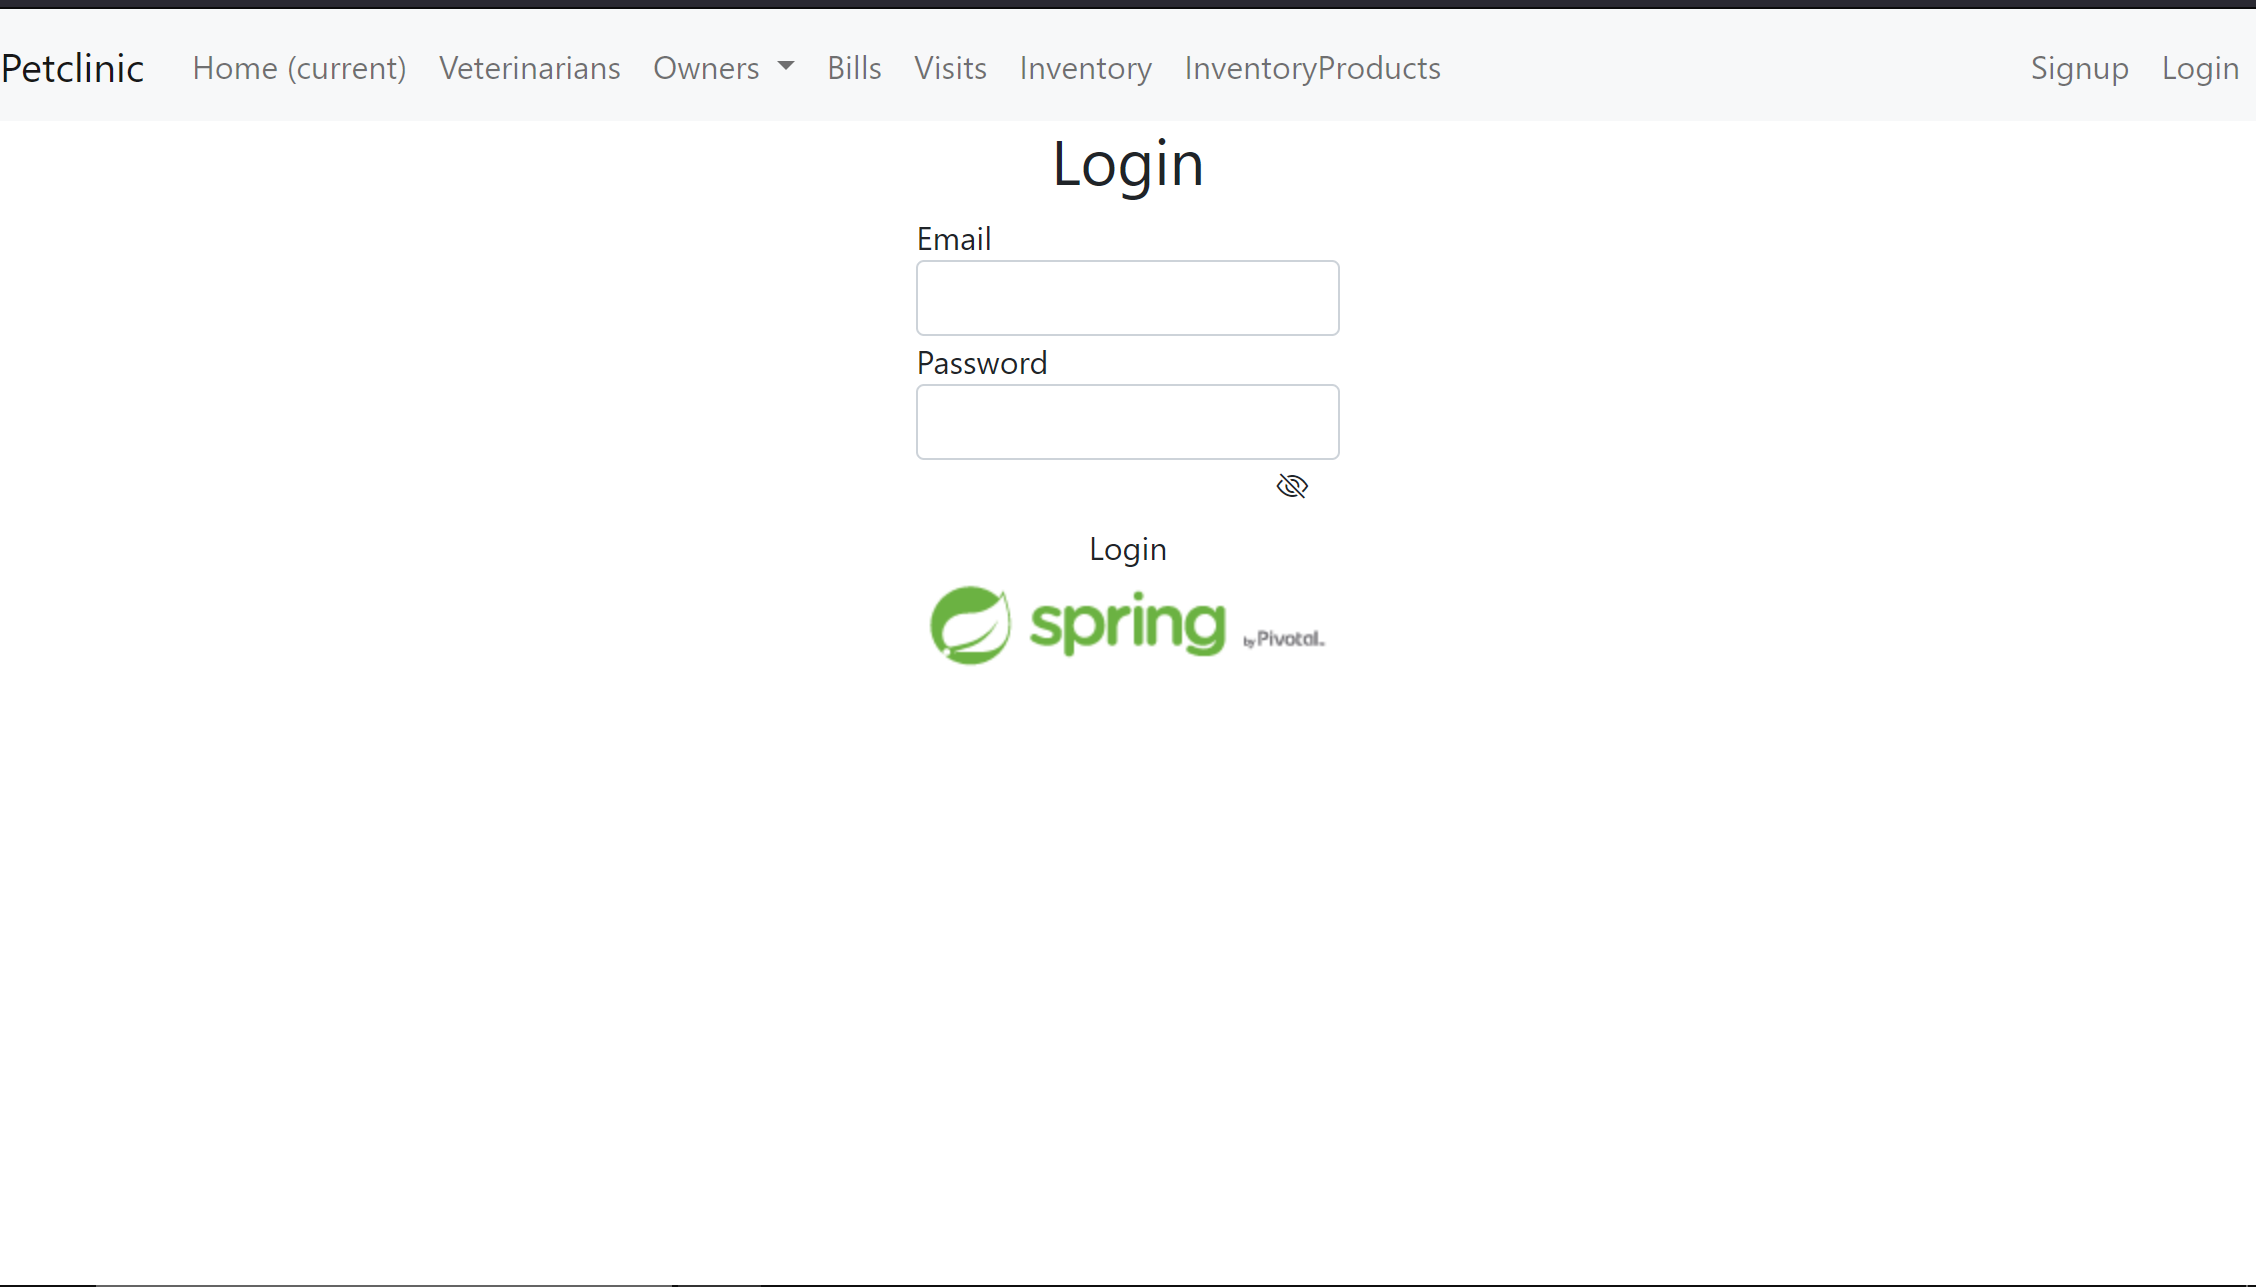 Petclinic Home (current) Veterinarians Owners Bills Visits Inventory InventoryProducts Signup Login
Login
Email
Password
Login
spring by Pivotal.